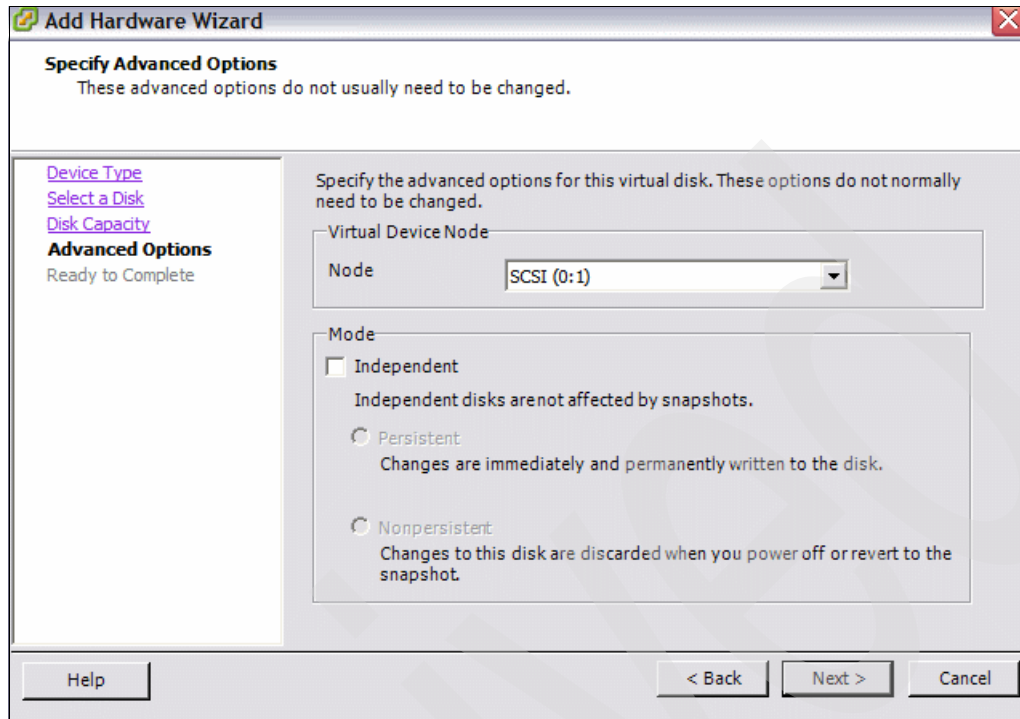 Add Hardware Wizard
Specify Advanced Options
These advanced options do not usually need to be changed.
Device Type
Select a Disk
Disk Capacity
Advanced Options
Ready to Complete
Specify the advanced options for this virtual disk. These options do not normally
need to be changed.
Virtual Device Node
Node
SCSI (0:1)
Mode
Independent
Independent disks are not affected by snapshots.
Persistent
Changes are immediately and permanently written to the disk.
Nonpersistent
Changes to this disk are discarded when you power off or revert to the
snapshot.
Help
< Back
Next >
Cancel